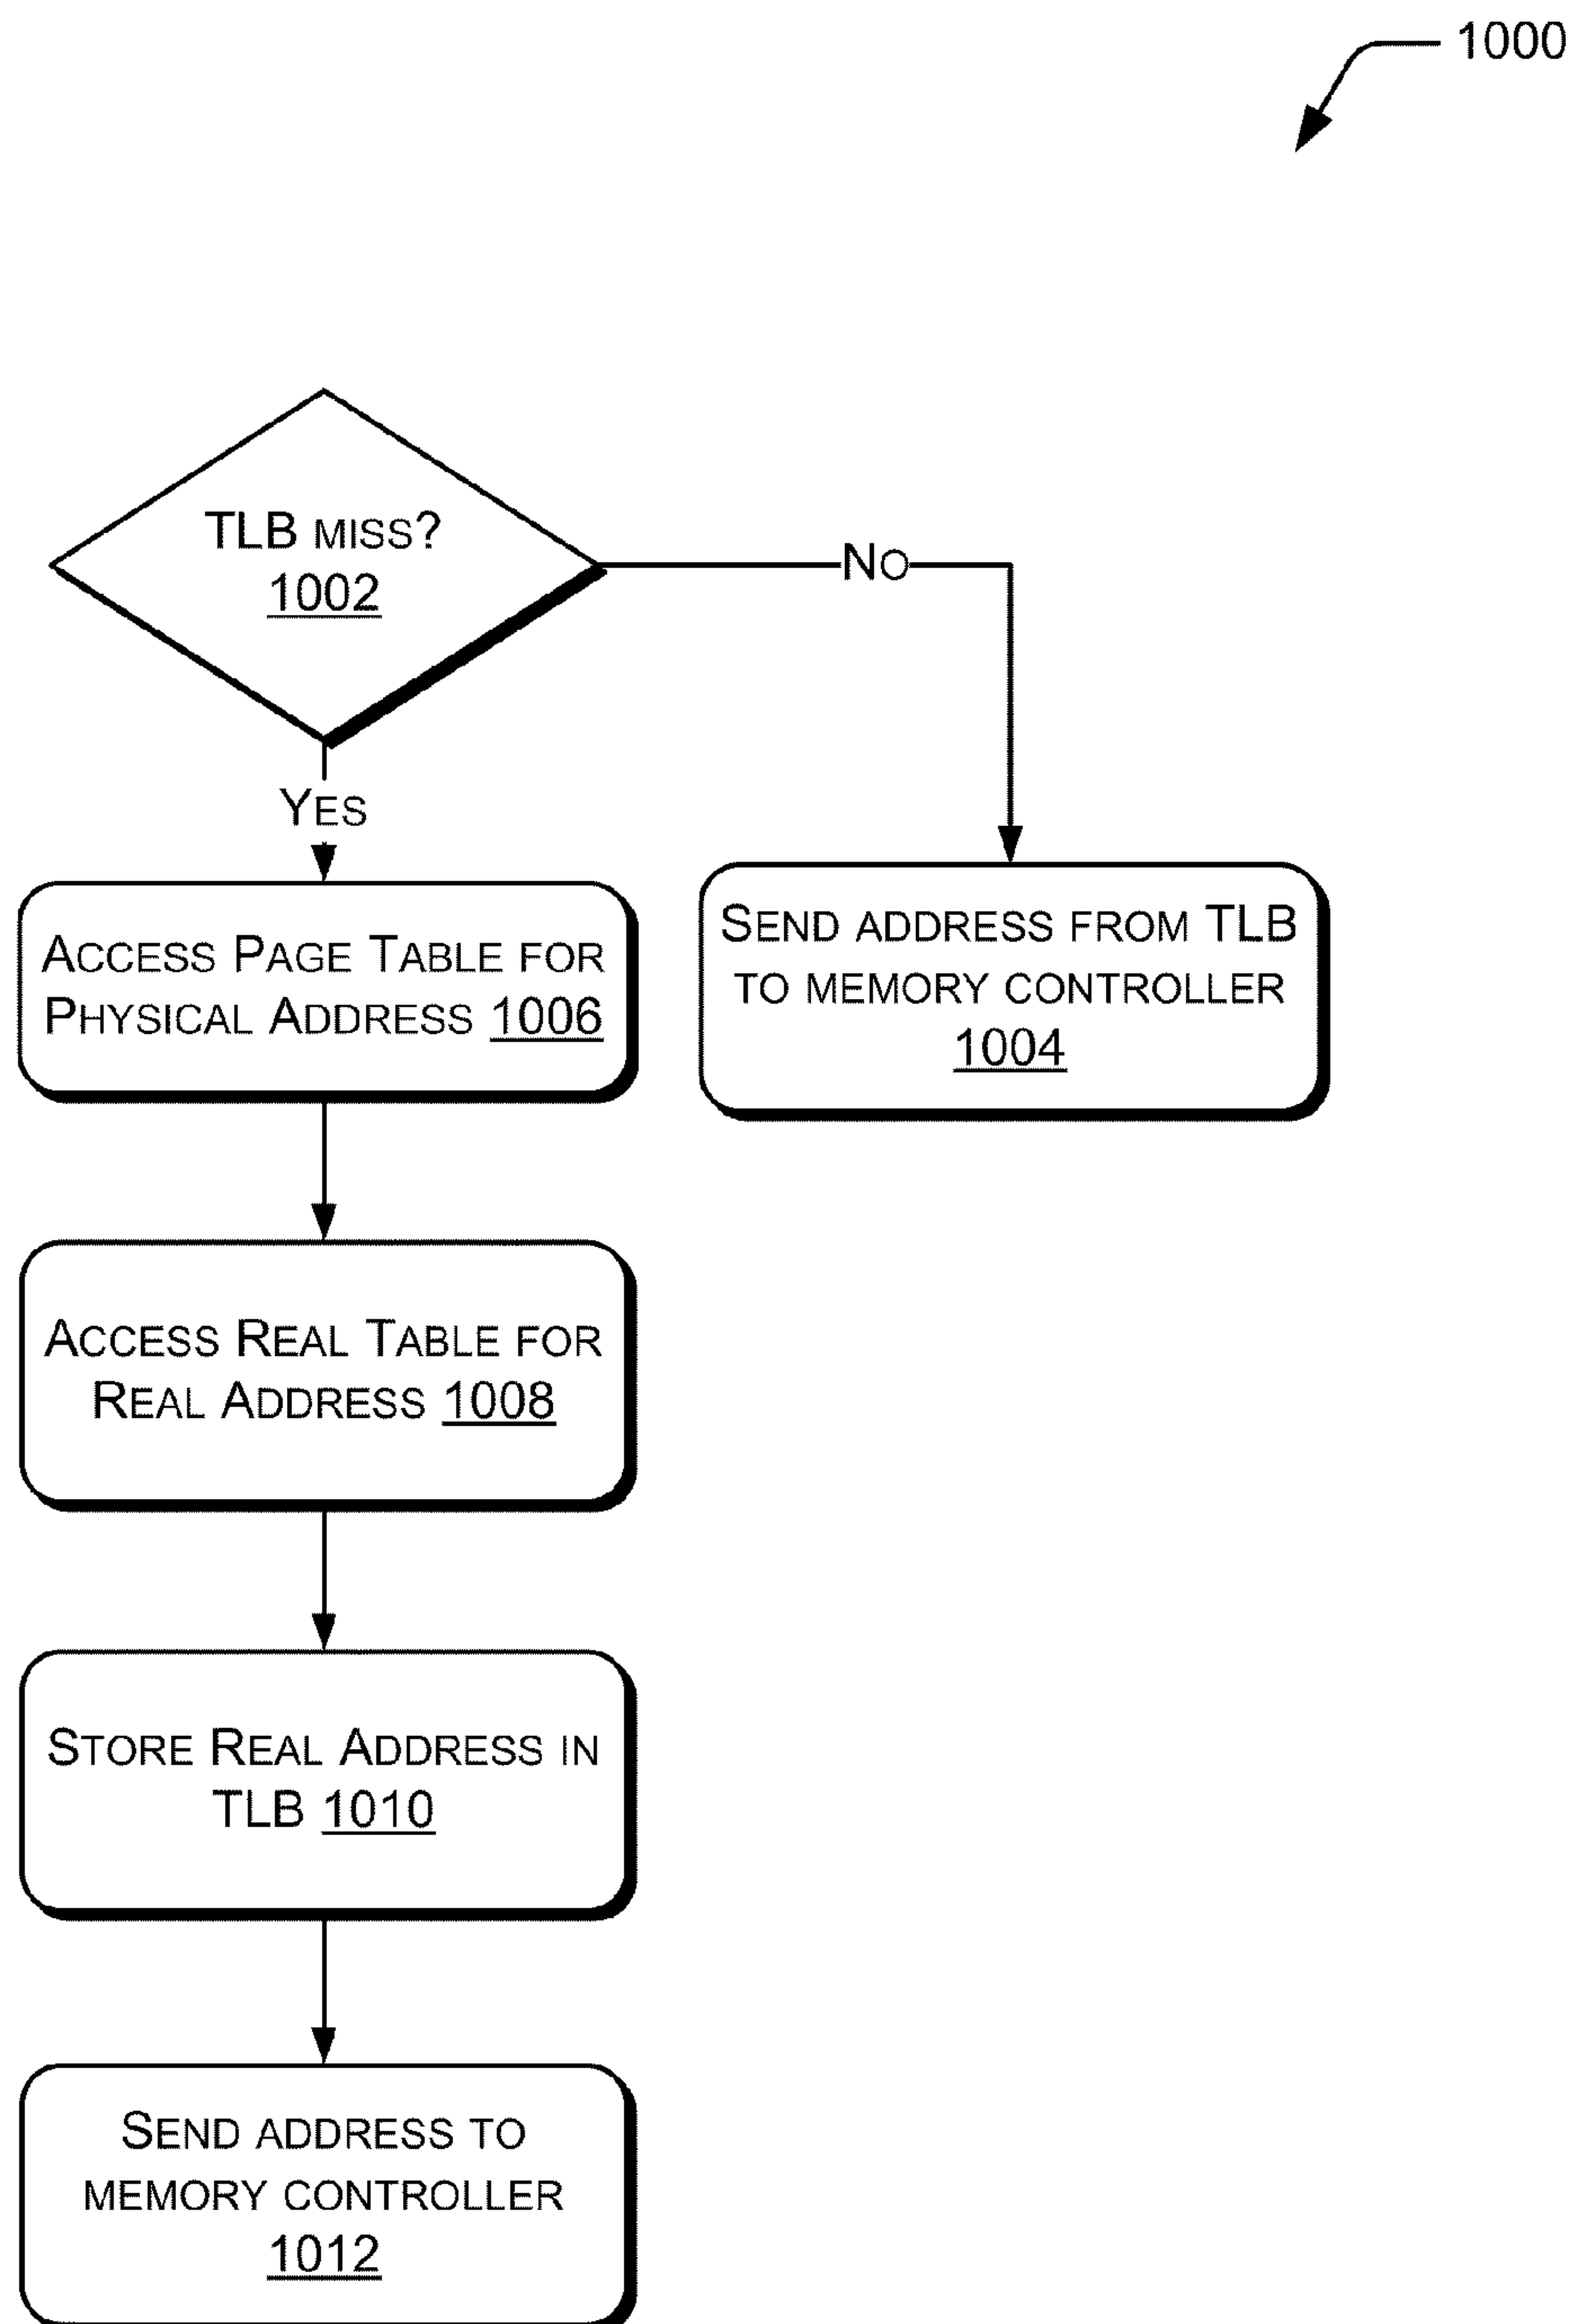 1000
TLB MISS?
1002
NO
YES
ACCESS PAGE TABLE FOR
PHYSICAL ADDRESS 1006
SEND ADDRESS FROM TLB
TO MEMORY CONTROLLER
1004
ACCESS REAL TABLE FOR
REAL ADDRESS 1008
STORE REAL ADDRESS IN
TLB 1010
SEND ADDRESS TO
MEMORY CONTROLLER
1012